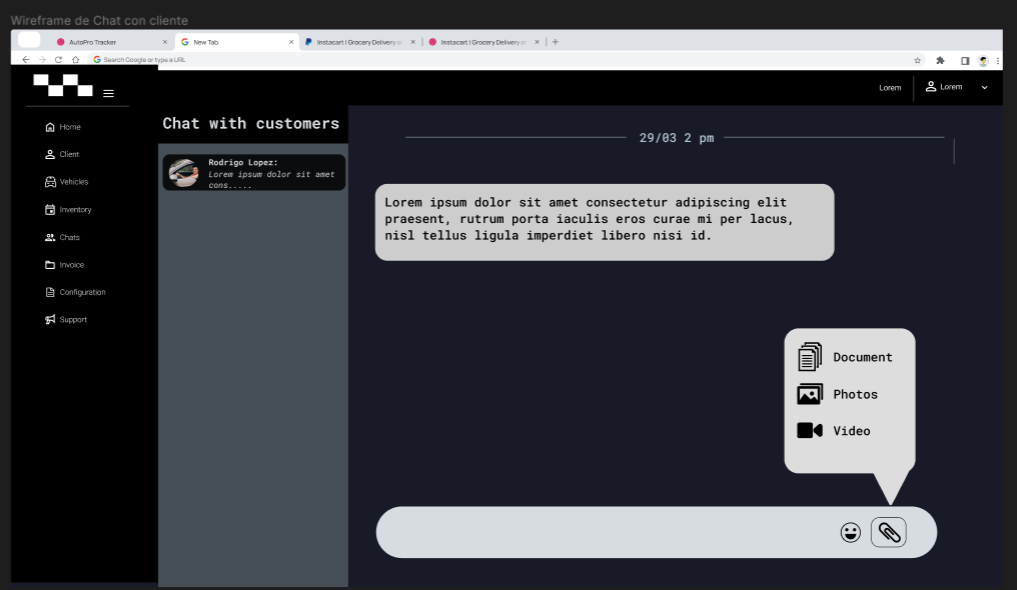 Wireframe de Chat con cliente
AutoPro Tracker
New Tab
Instacart | Grocery Delivery or
Instacart | Grocery Delivery or
Search Google or type a URL
Lorem
Lorem
Home
Client
Vehicles
Inventory
Chats
Invoice
Configuration
Support
Chat with customers
Rodrigo Lopez:
Lorem ipsum dolor sit amet
cons.....
29/03 2 pm
Lorem ipsum dolor sit amet consectetur adipiscing elit
praesent, rutrum porta iaculis eros curae mi per lacus,
nisl tellus ligula imperdiet libero nisi id.
Document
Photos
Video